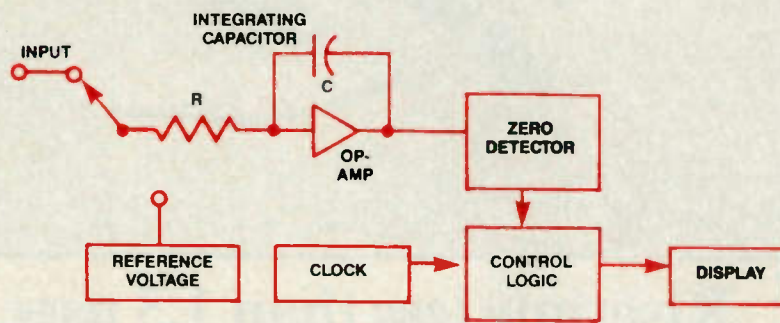 INTEGRATING
CAPACITOR
INPUT
C
R
OP-
AMP
ZERO
DETECTOR
REFERENCE
VOLTAGE
CLOCK
CONTROL
LOGIC
DISPLAY